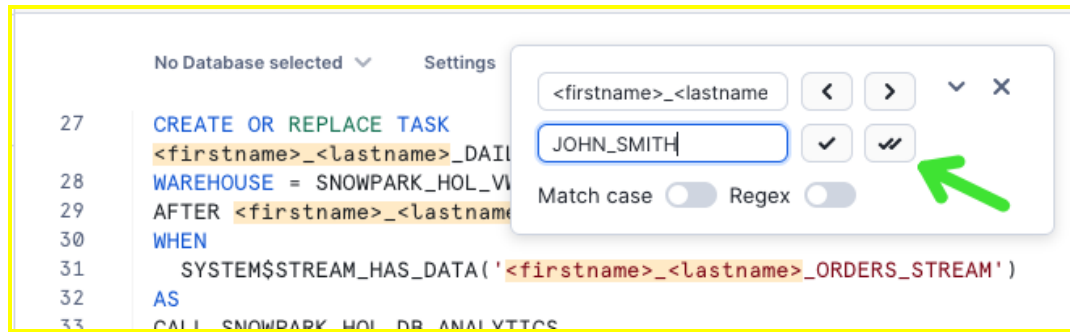 No Database selected Settings
<firstname>_<lastname
JOHN_SMITH
Match case Regex
27 CREATE OR REPLACE TASK
<firstname>_<lastname>_DAIL
28 WAREHOUSE = SNOWPARK_HOL_VW
29 AFTER <firstname>_<lastname
30 WHEN
31 SYSTEM$STREAM_HAS_DATA('<firstname>_<lastname>_ORDERS_STREAM')
32 AS
33 CALL SNOWPARK_HOL_DB.ANALYTICS